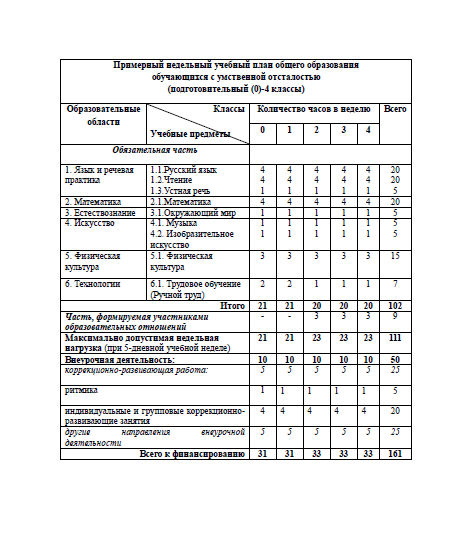 Примерный недельный учебный план общего образования
обучающихся с умственной отсталостью
(подготовительный (0)-4 классы)
Образовательные области Классы Учебные предметы Количество часов в неделю Всего
0 1 2 3 4
Обязательная часть
1. Язык и речевая практика 1.1.Русский язык 4 4 4 4 4 20
1.2.Чтение 4 4 4 4 4 20
1.3.Устная речь 1 1 1 1 1 5
2. Математика 2.1.Математика 4 4 4 4 4 20
3. Естествознание 3.1.Окружающий мир 1 1 1 1 1 5
4. Искусство 4.1. Музыка 1 1 1 1 1 5
4.2. Изобразительное искусство 1 1 1 1 1 5
5. Физическая культура 5.1. Физическая культура 3 3 3 3 3 15
6. Технологии 6.1. Трудовое обучение (Ручной труд) 2 2 1 1 1 7
Итого 21 21 20 20 20 102
Часть, формируемая участниками образовательных отношений - - 3 3 3 9
Максимально допустимая недельная нагрузка (при 5-дневной учебной неделе) 21 21 23 23 23 111
Внеурочная деятельность: 10 10 10 10 10 50
коррекционно-развивающая работа: 5 5 5 5 5 25
ритмика 1 1 1 1 1 5
индивидуальные и групповые коррекционно-развивающие занятия 4 4 4 4 4 20
другие направления внеурочной деятельности 5 5 5 5 5 25
Всего к финансированию 31 31 33 33 33 161